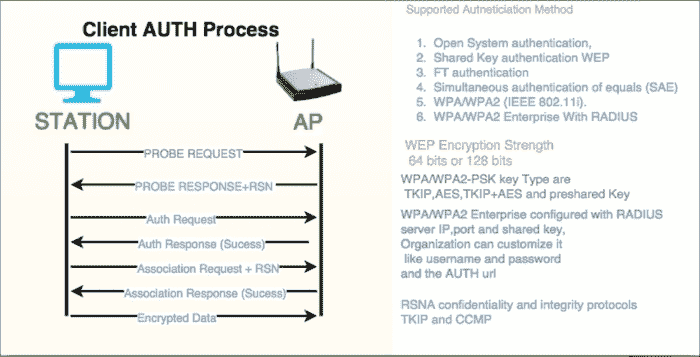 Client AUTH Process
STATION
AP
PROBE REQUEST
PROBE RESPONSE+RSN
Auth Request
Auth Response (Sucess)
Association Request + RSN
Association Response (Sucess)
Encrypted Data
Supported Autneticiation Method
1. Open System authentication,
2. Shared Key authentication WEP
3. FT authentication
4. Simultaneous authentication of equals (SAE)
5. WPA/WPA2 (IEEE 802.11i).
6. WPA/WPA2 Enterprise With RADIUS
WEP Encryption Strength
64 bits or 128 bits
WPA/WPA2-PSK key Type are
TKIP,AES,TKIP+AES and preshared Key
WPA/WPA2 Enterprise configured with RADIUS
server IP,port and shared key,
Organization can customize it
like username and password
and the AUTH url
RSNA confidentiality and integrity protocols
TKIP and CCMP